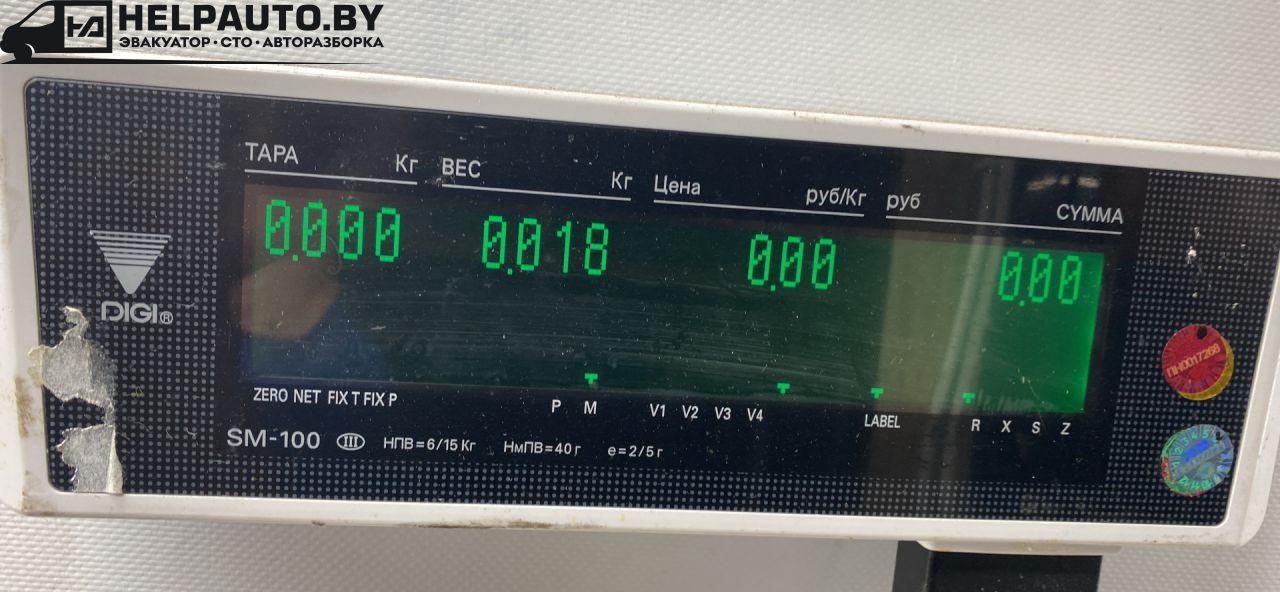 HELPAUTO.BY
ЭВАКУАТОР · СТО · АВТОРАЗБОРКА
ТАРА Кг ВЕС Кг Цена руб/Кг руб СУММА
0.000 0.018 0.00 0.00
DIGI®
ПН0017268
ZERO NET FIX T FIX P P M V1 V2 V3 V4 LABEL R X S Z
SM-100 III НПВ=6/15 Кг НмПВ=40 г е=2/5 г